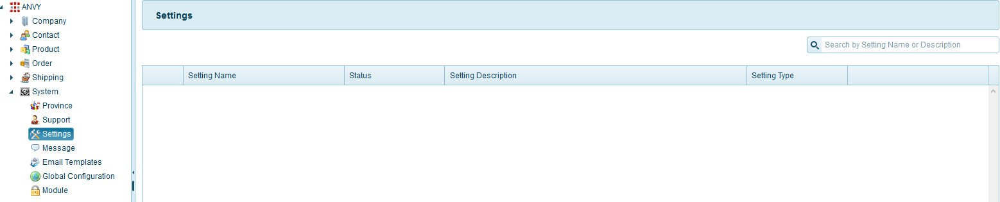 ANVY
Company
Contact
Product
Order
Shipping
System
Province
Support
Settings
Message
Email Templates
Global Configuration
Module
Settings
Search by Setting Name or Description
Setting Name Status Setting Description Setting Type